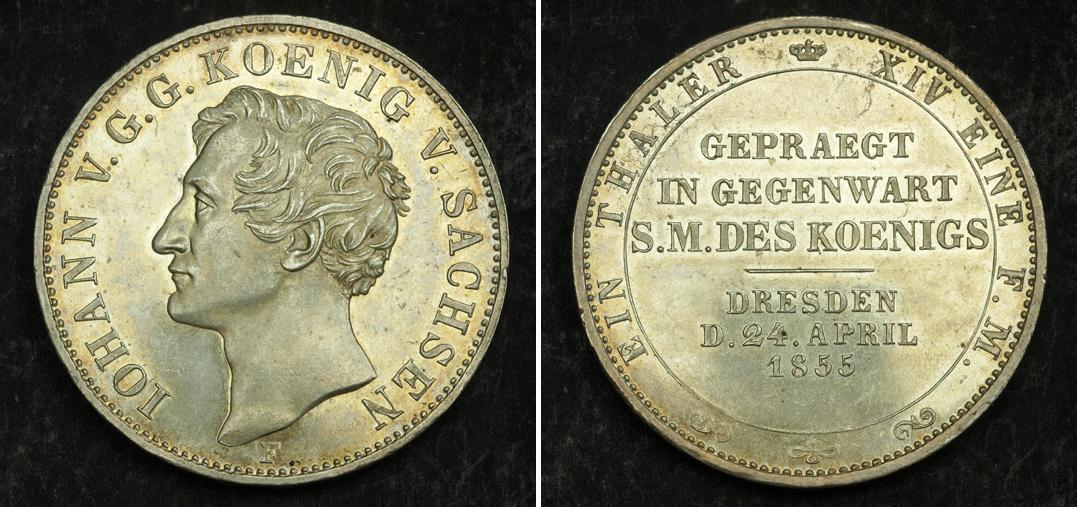 IOHANN V. G. G. KOENIG V. SACHSEN
F
EIN THALER XIV EINE F. M.
GEPRAEGT
IN GEGENWART
S.M.DES KOENIGS
DRESDEN
D. 24. APRIL
1855